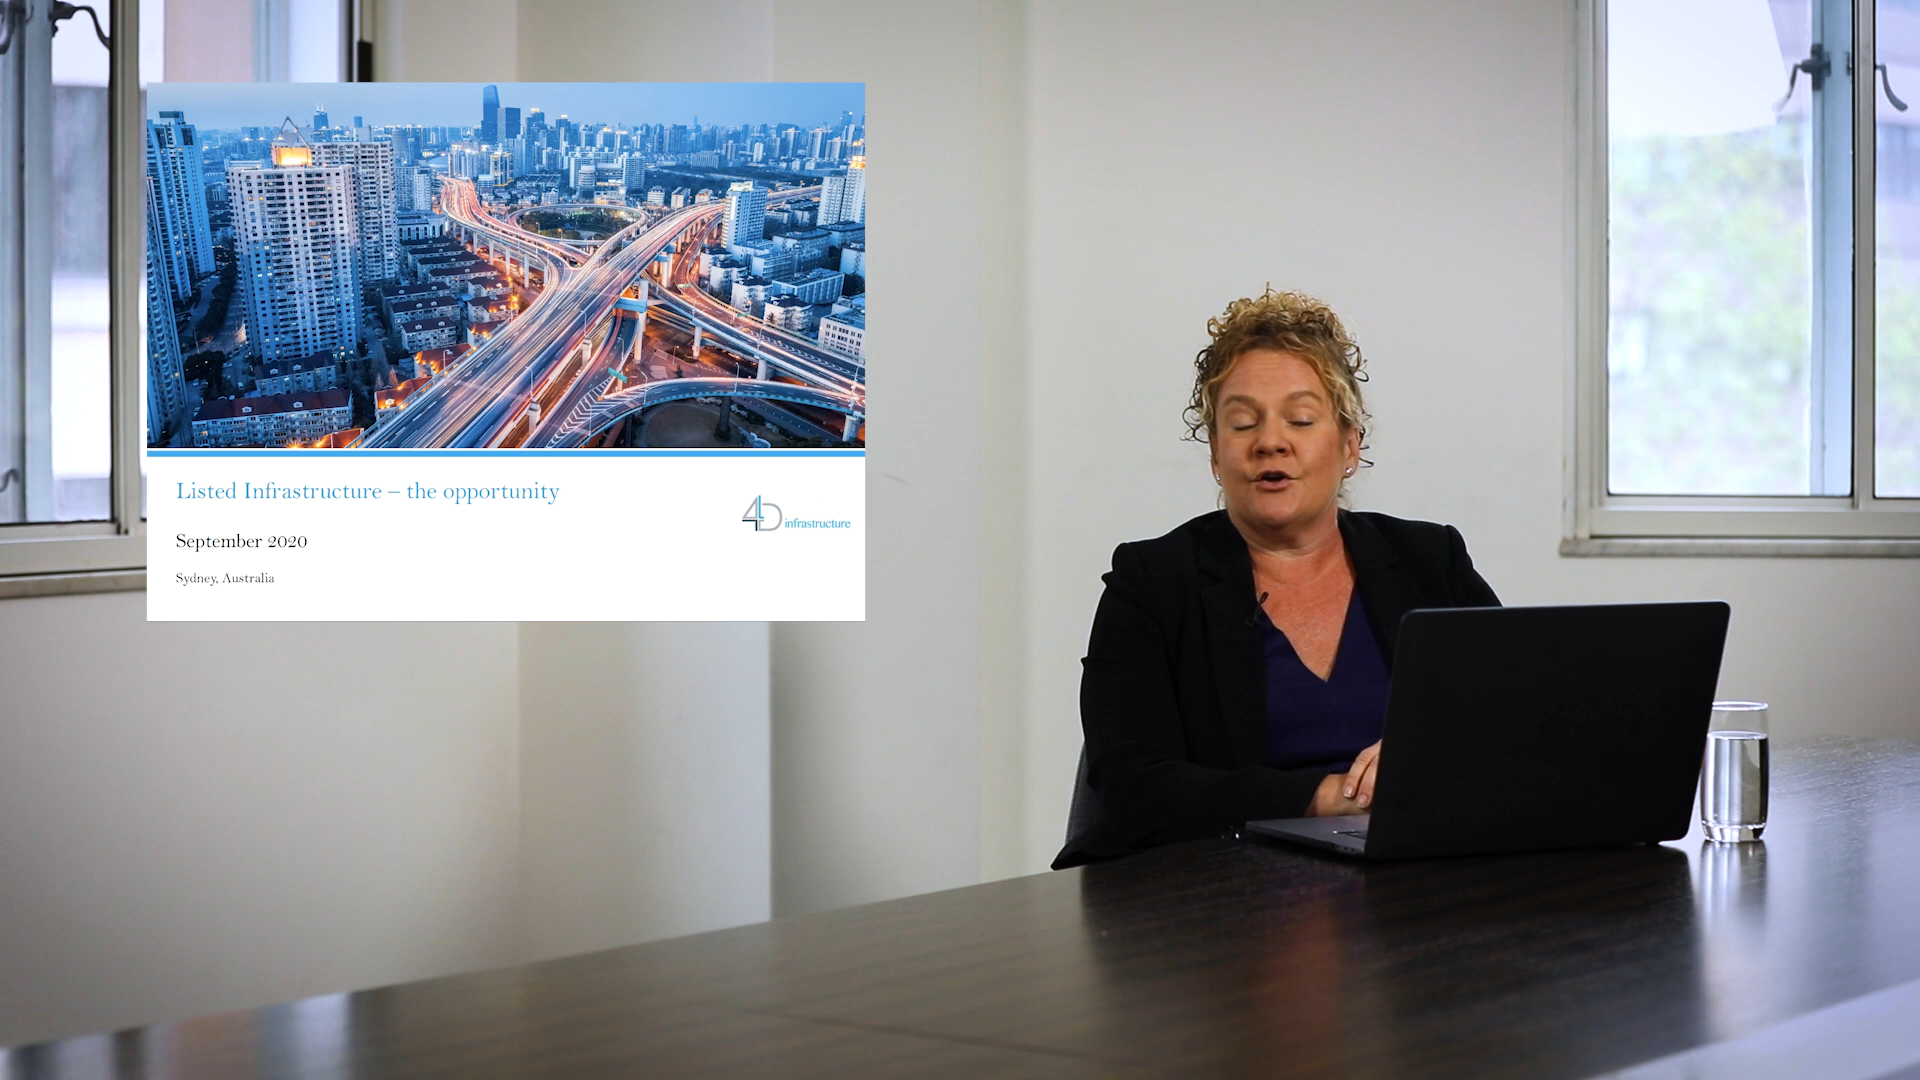 Listed Infrastructure – the opportunity
4D infrastructure
September 2020
Sydney, Australia